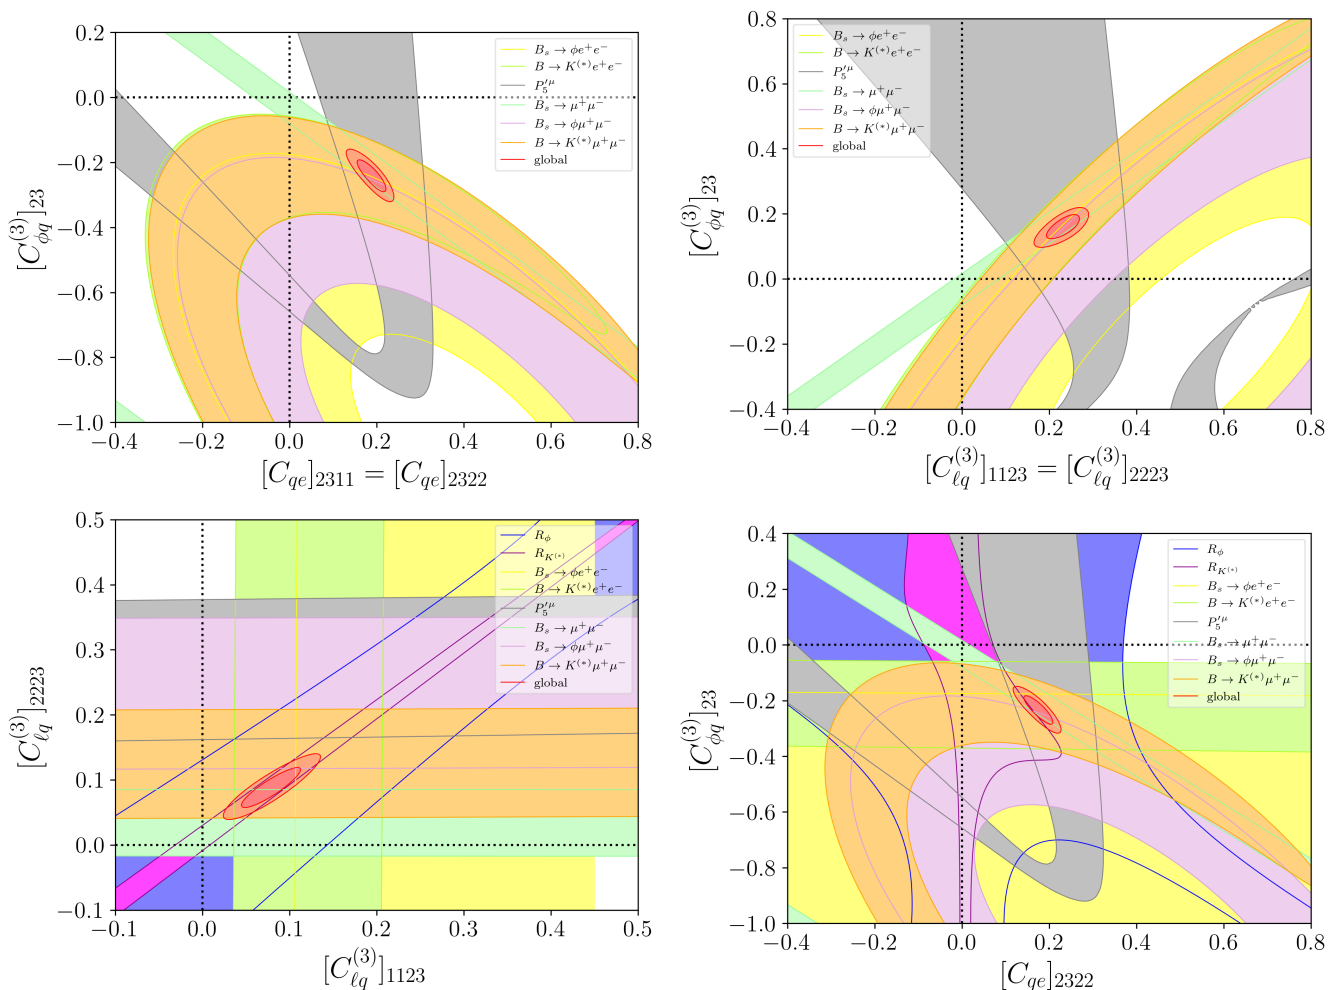 0.2
0.0
−0.2
−0.4
−0.6
−0.8
−1.0
−0.4 −0.2 0.0 0.2 0.4 0.6 0.8
[C_{ϕq}^{(3)}]_{23}
[C_{qe}]_{2311} = [C_{qe}]_{2322}
B_s → ϕe⁺e⁻
B → K^{(*)}e⁺e⁻
P_5'^μ
B_s → μ⁺μ⁻
B_s → ϕμ⁺μ⁻
B → K^{(*)}μ⁺μ⁻
global
0.8
0.6
0.4
0.2
0.0
−0.2
−0.4
−0.4 −0.2 0.0 0.2 0.4 0.6 0.8
[C_{ϕq}^{(3)}]_{23}
[C_{ℓq}^{(3)}]_{1123} = [C_{ℓq}^{(3)}]_{2223}
B_s → ϕe⁺e⁻
B → K^{(*)}e⁺e⁻
P_5'^μ
B_s → μ⁺μ⁻
B_s → ϕμ⁺μ⁻
B → K^{(*)}μ⁺μ⁻
global
0.5
0.4
0.3
0.2
0.1
0.0
−0.1
−0.1 0.0 0.1 0.2 0.3 0.4 0.5
[C_{ℓq}^{(3)}]_{2223}
[C_{ℓq}^{(3)}]_{1123}
R_ϕ
R_{K^{(*)}}
B_s → ϕe⁺e⁻
B → K^{(*)}e⁺e⁻
P_5'^μ
B_s → μ⁺μ⁻
B_s → ϕμ⁺μ⁻
B → K^{(*)}μ⁺μ⁻
global
0.4
0.2
0.0
−0.2
−0.4
−0.6
−0.8
−1.0
−0.4 −0.2 0.0 0.2 0.4 0.6 0.8
[C_{ϕq}^{(3)}]_{23}
[C_{qe}]_{2322}
R_ϕ
R_{K^{(*)}}
B_s → ϕe⁺e⁻
B → K^{(*)}e⁺e⁻
P_5'^μ
B_s → μ⁺μ⁻
B_s → ϕμ⁺μ⁻
B → K^{(*)}μ⁺μ⁻
global